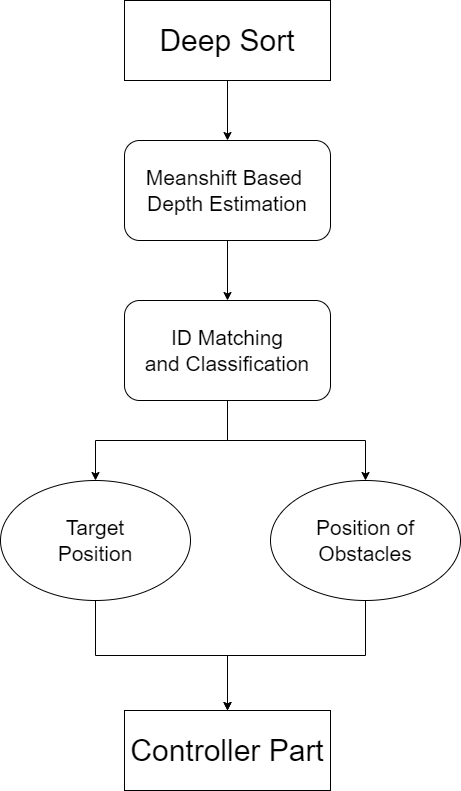 Deep Sort
Meanshift Based
Depth Estimation
ID Matching
and Classification
Target
Position
Position of
Obstacles
Controller Part